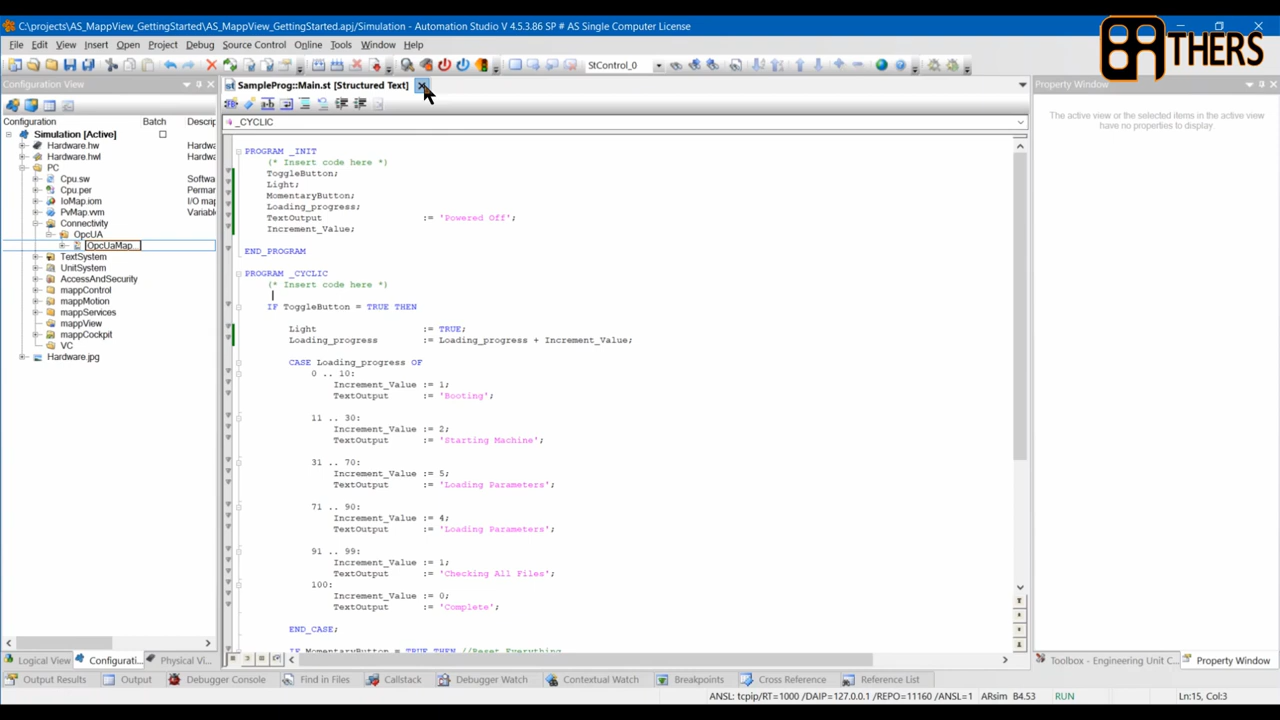 C:\projects\AS_MappView_GettingStarted\AS_MappView_GettingStarted.apj/Simulation - Automation Studio V 4.5.3.86 SP # AS Single Computer License
THERS
File Edit View Insert Open Project Debug Source Control Online Tools Window Help
StControl_0
Configuration View
SampleProg::Main.st [Structured Text]
Property Window
_CYCLIC
The active view or the selected items in the active view
have no properties to display
Configuration Batch Descrip
Simulation [Active]
Hardware.hw Hardwa
Hardware.hwl Hardwa
PC
Cpu.sw Softwa
Cpu.per Permar
IoMap.iom I/O map
PvMap.vvm Variabl
Connectivity
OpcUA
OpcUaMap
TextSystem
UnitSystem
AccessAndSecurity
mappControl
mappMotion
mappServices
mappView
mappCockpit
VC
Hardware.jpg
PROGRAM _INIT
(* Insert code here *)
ToggleButton;
Light;
MomentaryButton;
Loading_progress;
TextOutput := 'Powered Off';
Increment_Value;
END_PROGRAM
PROGRAM _CYCLIC
(* Insert code here *)
IF ToggleButton = TRUE THEN
Light := TRUE;
Loading_progress := Loading_progress + Increment_Value;
CASE Loading_progress OF
0 .. 10:
Increment_Value := 1;
TextOutput := 'Booting';
11 .. 30:
Increment_Value := 2;
TextOutput := 'Starting Machine';
31 .. 70:
Increment_Value := 5;
TextOutput := 'Loading Parameters';
71 .. 90:
Increment_Value := 4;
TextOutput := 'Loading Parameters';
91 .. 99:
Increment_Value := 1;
TextOutput := 'Checking All Files';
100:
Increment_Value := 0;
TextOutput := 'Complete';
END_CASE;
IF MomentaryButton = TRUE THEN //Reset Everything
Logical View Configurati... Physical Vi... Toolbox - Engineering Unit C... Property Window
Output Results Output Debugger Console Find in Files Callstack Debugger Watch Contextual Watch Breakpoints Cross Reference Reference List
ANSL: tcpip/RT=1000 /DAIP=127.0.0.1 /REPO=11160 /ANSL=1 ARsim B4.53 RUN Ln:15, Col:3